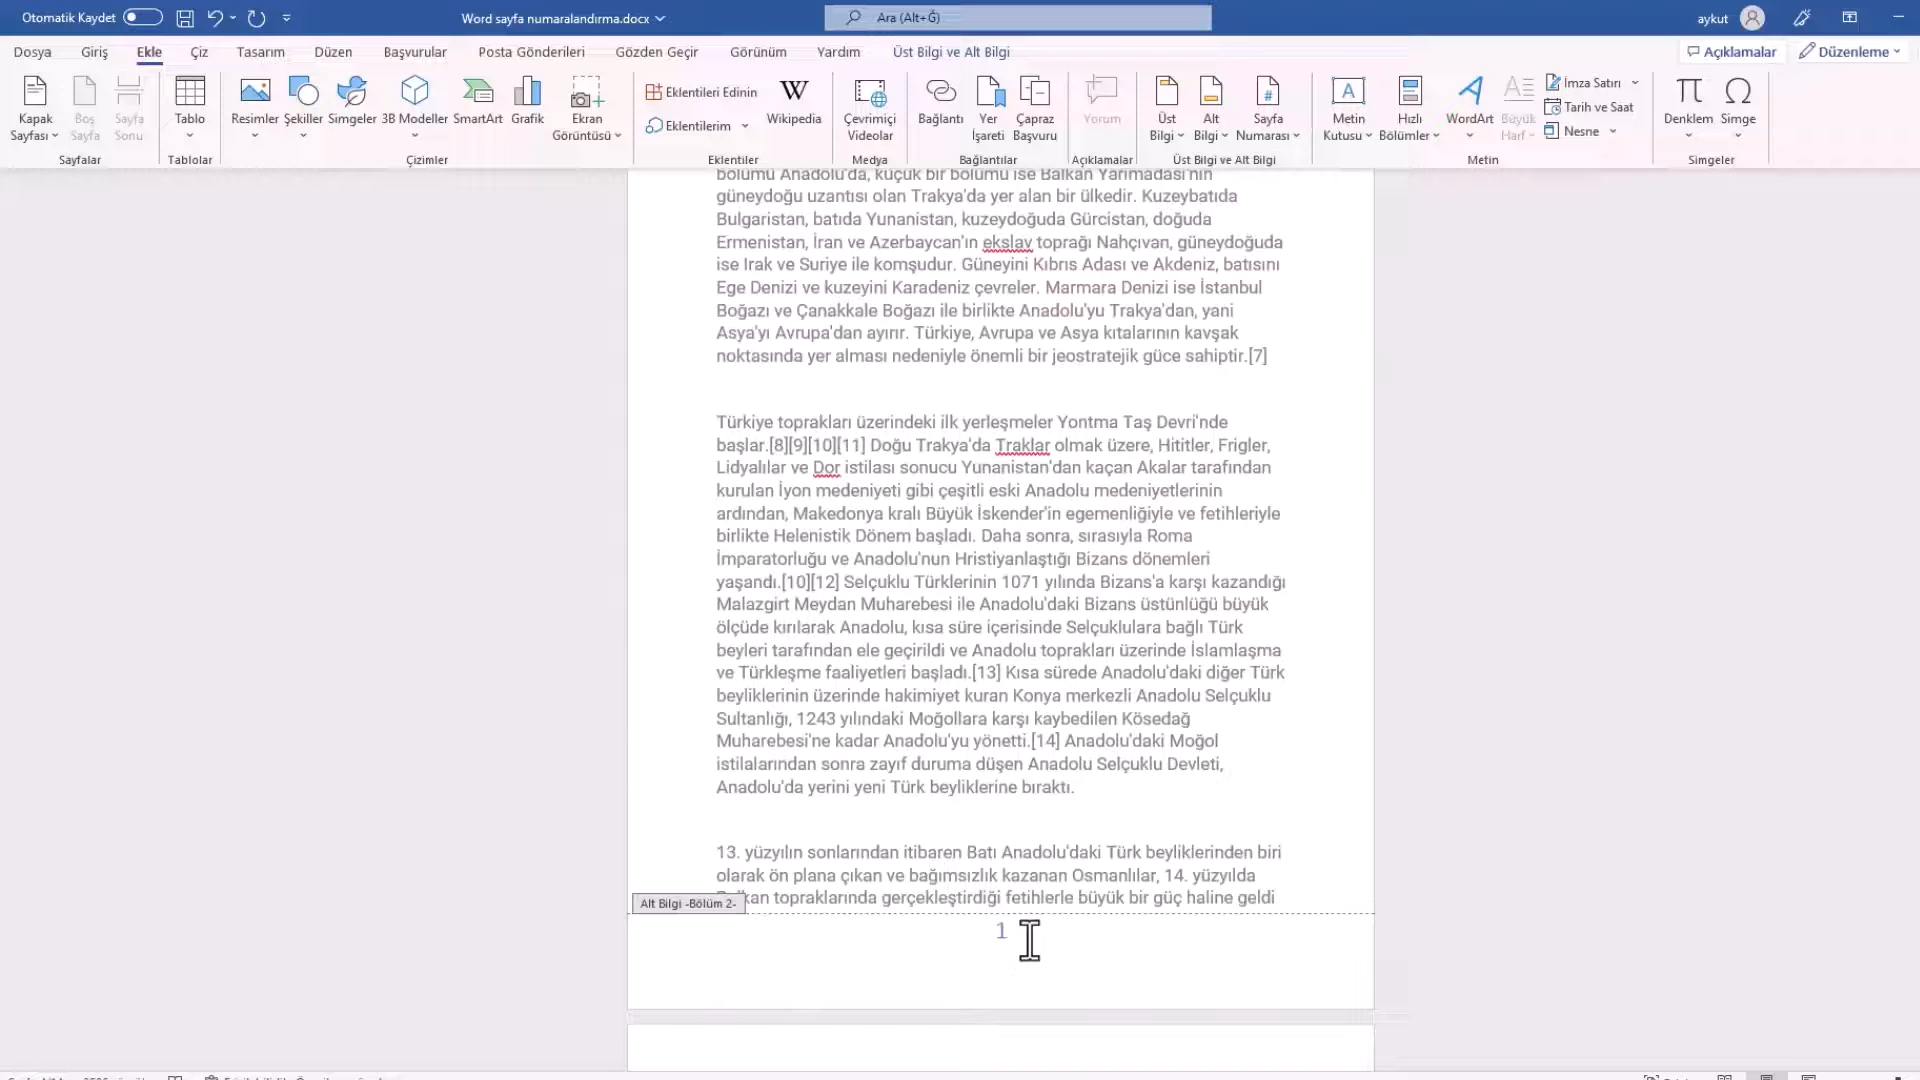 Otomatik Kaydet
Word sayfa numaralandırma.docx
Ara (Alt+Ğ)
aykut
Dosya Giriş Ekle Çiz Tasarım Düzen Başvurular Posta Gönderileri Gözden Geçir Görünüm Yardım Üst Bilgi ve Alt Bilgi
Açıklamalar Düzenleme
Kapak Sayfası
Boş Sayfa
Sayfa Sonu
Sayfalar
Tablo
Tablolar
Resimler
Şekiller
Simgeler
3B Modeller
SmartArt
Grafik
Ekran Görüntüsü
Çizimler
Eklentileri Edinin
Eklentilerim
Wikipedia
Eklentiler
Çevrimiçi Videolar
Medya
Bağlantı
Yer İşareti
Çapraz Başvuru
Bağlantılar
Yorum
Açıklamalar
Üst Bilgi
Alt Bilgi
Sayfa Numarası
Üst Bilgi ve Alt Bilgi
Metin Kutusu
Hızlı Bölümler
WordArt
Büyük Harf
İmza Satırı
Tarih ve Saat
Nesne
Metin
Denklem
Simge
Simgeler
bölümü Anadolu'da, küçük bir bölümü ise Balkan Yarımadası'nın
güneydoğu uzantısı olan Trakya'da yer alan bir ülkedir. Kuzeybatıda
Bulgaristan, batıda Yunanistan, kuzeydoğuda Gürcistan, doğuda
Ermenistan, İran ve Azerbaycan'ın ekslav toprağı Nahçıvan, güneydoğuda
ise Irak ve Suriye ile komşudur. Güneyini Kıbrıs Adası ve Akdeniz, batısını
Ege Denizi ve kuzeyini Karadeniz çevreler. Marmara Denizi ise İstanbul
Boğazı ve Çanakkale Boğazı ile birlikte Anadolu'yu Trakya'dan, yani
Asya'yı Avrupa'dan ayırır. Türkiye, Avrupa ve Asya kıtalarının kavşak
noktasında yer alması nedeniyle önemli bir jeostratejik güce sahiptir.[7]
Türkiye toprakları üzerindeki ilk yerleşmeler Yontma Taş Devri'nde
başlar.[8][9][10][11] Doğu Trakya'da Traklar olmak üzere, Hititler, Frigler,
Lidyalılar ve Dor istilası sonucu Yunanistan'dan kaçan Akalar tarafından
kurulan İyon medeniyeti gibi çeşitli eski Anadolu medeniyetlerinin
ardından, Makedonya kralı Büyük İskender'in egemenliğiyle ve fetihleriyle
birlikte Helenistik Dönem başladı. Daha sonra, sırasıyla Roma
İmparatorluğu ve Anadolu'nun Hristiyanlaştığı Bizans dönemleri
yaşandı.[10][12] Selçuklu Türklerinin 1071 yılında Bizans'a karşı kazandığı
Malazgirt Meydan Muharebesi ile Anadolu'daki Bizans üstünlüğü büyük
ölçüde kırılarak Anadolu, kısa süre içerisinde Selçuklulara bağlı Türk
beyleri tarafından ele geçirildi ve Anadolu toprakları üzerinde İslamlaşma
ve Türkleşme faaliyetleri başladı.[13] Kısa sürede Anadolu'daki diğer Türk
beyliklerinin üzerinde hakimiyet kuran Konya merkezli Anadolu Selçuklu
Sultanlığı, 1243 yılındaki Moğollara karşı kaybedilen Kösedağ
Muharebesi'ne kadar Anadolu'yu yönetti.[14] Anadolu'daki Moğol
istilalarından sonra zayıf duruma düşen Anadolu Selçuklu Devleti,
Anadolu'da yerini yeni Türk beyliklerine bıraktı.
13. yüzyılın sonlarından itibaren Batı Anadolu'daki Türk beyliklerinden biri
olarak ön plana çıkan ve bağımsızlık kazanan Osmanlılar, 14. yüzyılda
topraklarında gerçekleştirdiği fetihlerle büyük bir güç haline geldi
Alt Bilgi -Bölüm 2-
1